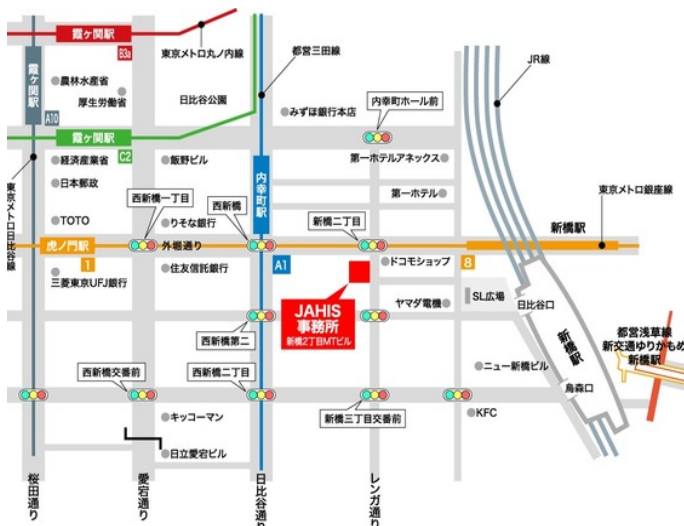 霞ヶ関駅
B3a
東京メトロ丸ノ内線
都営三田線
JR線
霞ヶ関駅
農林水産省
厚生労働省
A10
日比谷公園
みずほ銀行本店
内幸町ホール前
霞ヶ関駅
C2
経済産業省
飯野ビル
第一ホテルアネックス
日本郵政
内幸町駅
第一ホテル
東京メトロ日比谷線
西新橋一丁目
西新橋
新橋二丁目
東京メトロ銀座線
TOTO
りそな銀行
新橋駅
虎ノ門駅
外堀通り
1
住友信託銀行
A1
ドコモショップ
8
三菱東京UFJ銀行
JAHIS
事務所
新橋2丁目MTビル
ヤマダ電機
SL広場
日比谷口
西新橋第二
新橋駅
都営浅草線
新交通ゆりかもめ
新橋駅
西新橋交番前
西新橋二丁目
ニュー新橋ビル
烏森口
キッコーマン
新橋三丁目交番前
KFC
日立愛宕ビル
桜田通り
愛宕通り
日比谷通り
レンガ通り